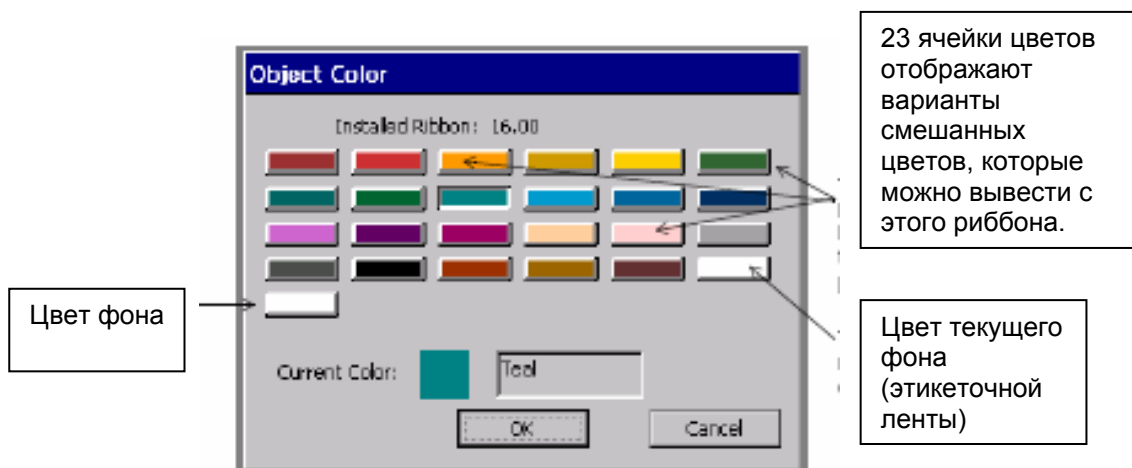 23 ячейки цветов
отображают
варианты
смешанных
цветов, которые
можно вывести с
этого риббона.
Object Color
Installed Ribbon: 16.00
Цвет фона
Цвет текущего
фона
(этикеточной
ленты)
Current Color:
Teal
OK
Cancel